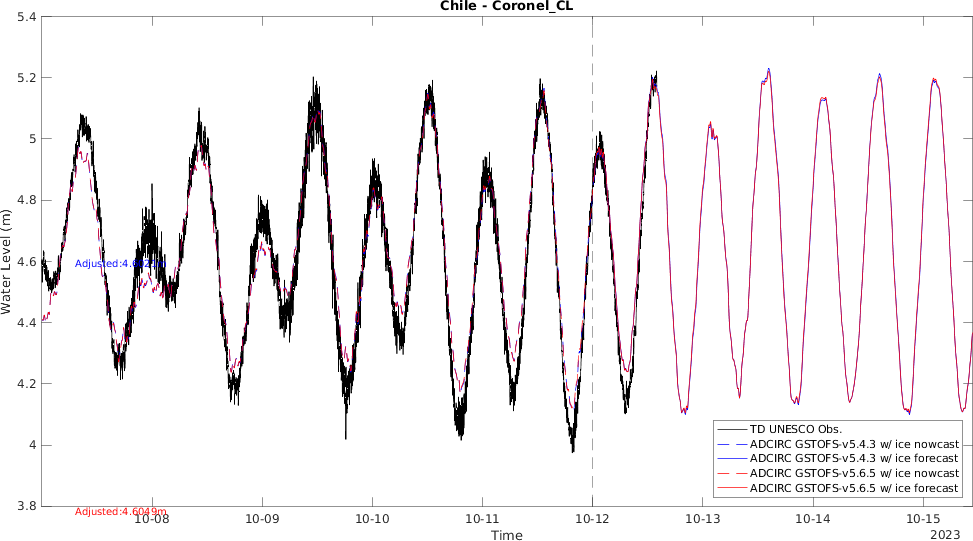 Chile - Coronel_CL
5.4
5.2
5
4.8
4.6
4.4
4.2
4
3.8
Water Level (m)
Adjusted:
Adjusted:4.6049m
TD UNESCO Obs.
ADCIRC GSTOFS-v5.4.3 w/ ice nowcast
ADCIRC GSTOFS-v5.4.3 w/ ice forecast
ADCIRC GSTOFS-v5.6.5 w/ ice nowcast
ADCIRC GSTOFS-v5.6.5 w/ ice forecast
10-08 10-09 10-10 10-11 10-12 10-13 10-14 10-15
Time
2023